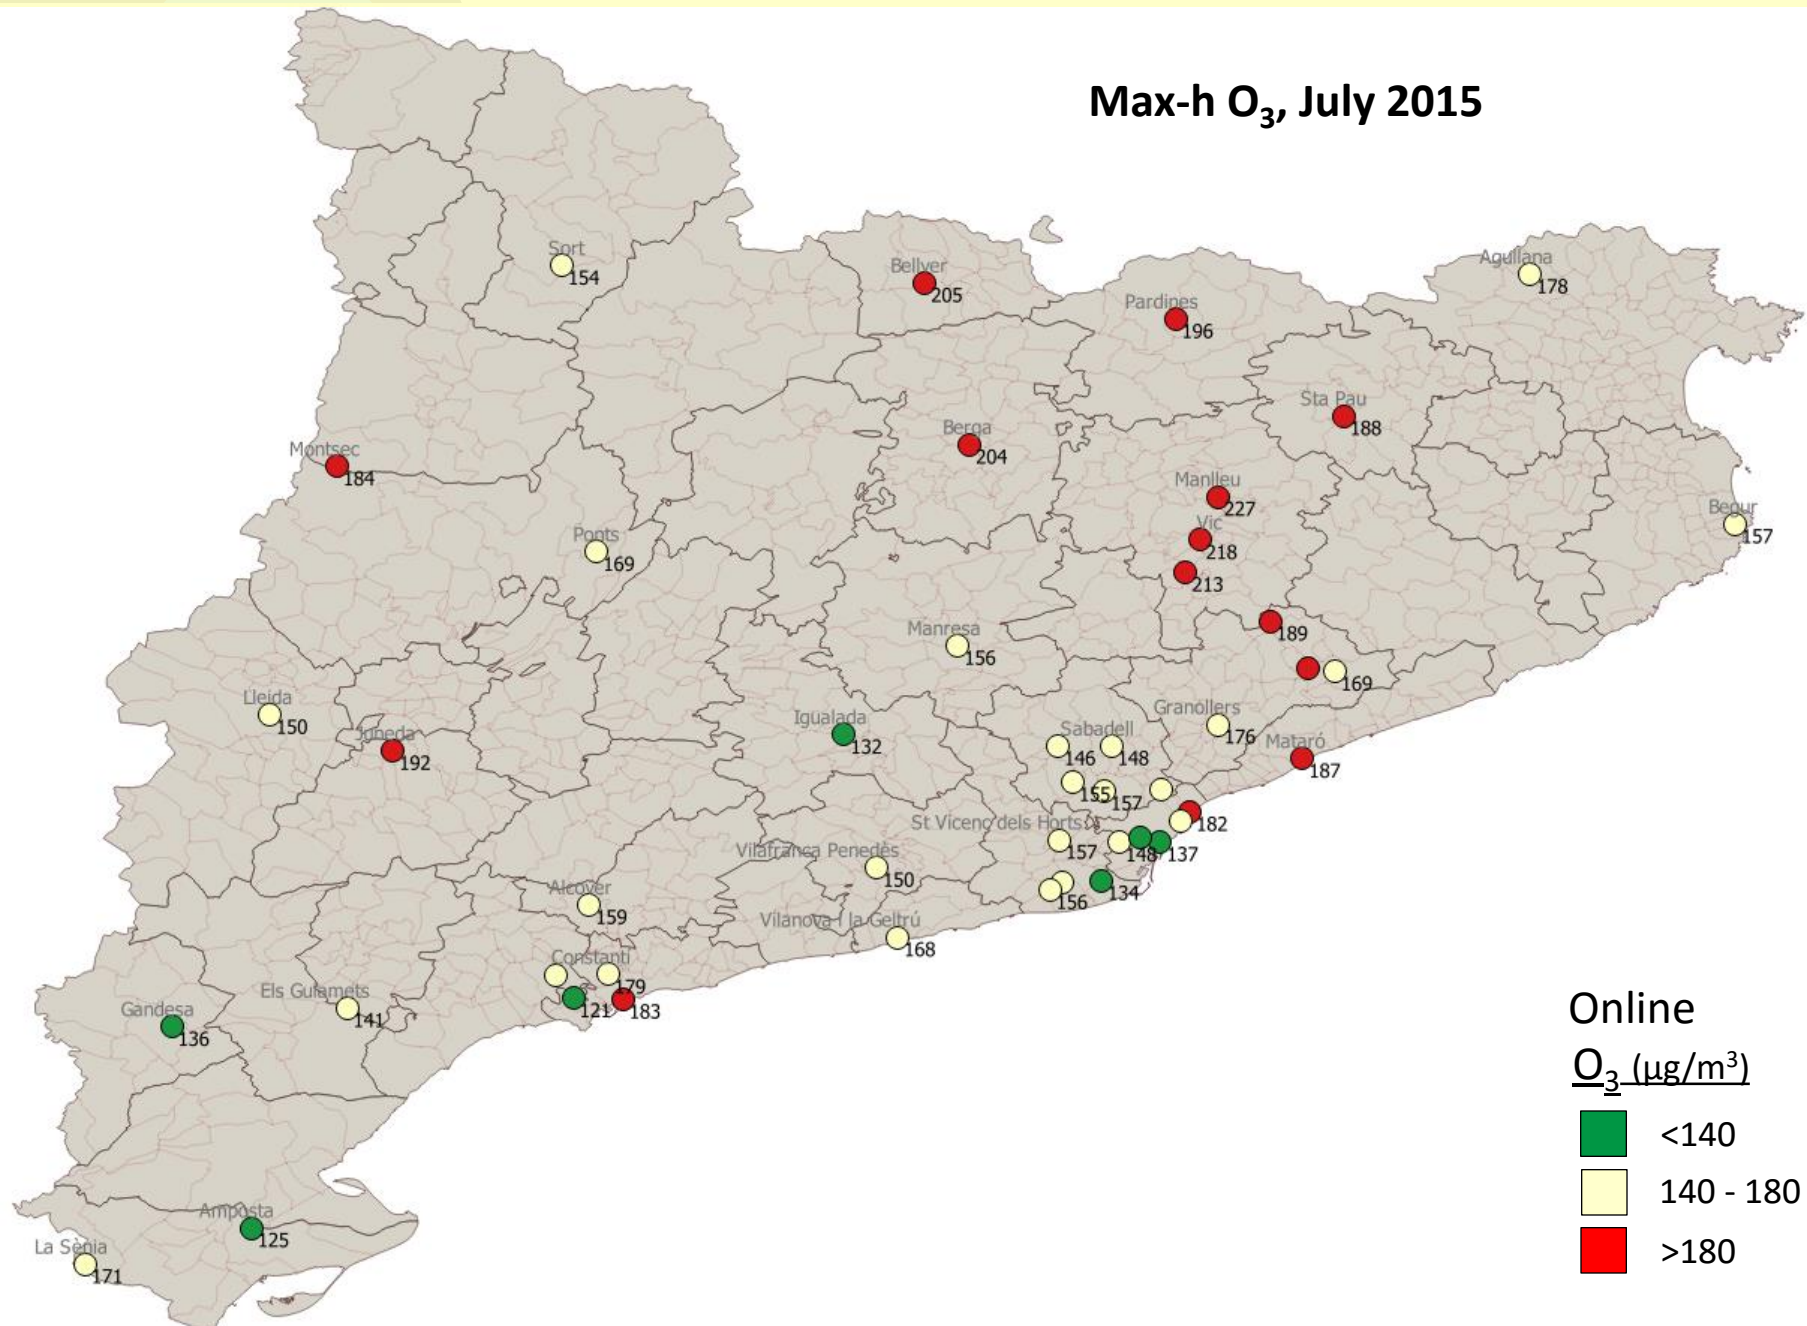 Max-h O₃, July 2015
Sort
154
Bellver
205
Agullana
178
Pardines
196
Sta Pau
188
Berga
204
Montsec
184
Manlleu
227
Begur
157
Vic
218
Ponts
169
213
189
Manresa
156
169
Lleida
150
Juneda
192
Igualada
132
Granollers
176
Sabadell
146
148
Mataró
187
155
157
182
St Vicenç dels Horts
157
148
137
Vilafranca Penedès
150
134
156
Alcover
159
Vilanova i la Geltrú
168
Constantí
179
121
183
Els Guiamets
141
Gandesa
136
Amposta
125
La Sènia
171
Online
O₃ (µg/m³)
<140
140 - 180
>180